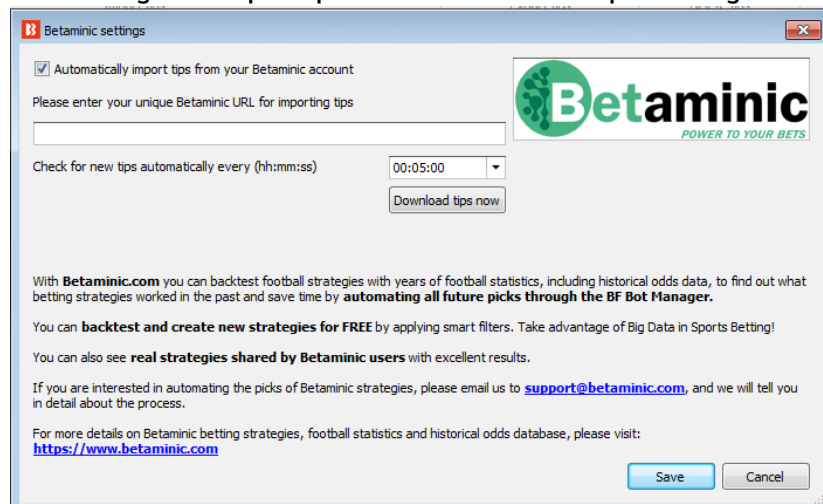 Betaminic settings
Automatically import tips from your Betaminic account
Please enter your unique Betaminic URL for importing tips
Betaminic
POWER TO YOUR BETS
Check for new tips automatically every (hh:mm:ss)
00:05:00
Download tips now
With Betaminic.com you can backtest football strategies with years of football statistics, including historical odds data, to find out what
betting strategies worked in the past and save time by automating all future picks through the BF Bot Manager.
You can backtest and create new strategies for FREE by applying smart filters. Take advantage of Big Data in Sports Betting!
You can also see real strategies shared by Betaminic users with excellent results.
If you are interested in automating the picks of Betaminic strategies, please email us to support@betaminic.com, and we will tell you
in detail about the process.
For more details on Betaminic betting strategies, football statistics and historical odds database, please visit:
https://www.betaminic.com
Save
Cancel